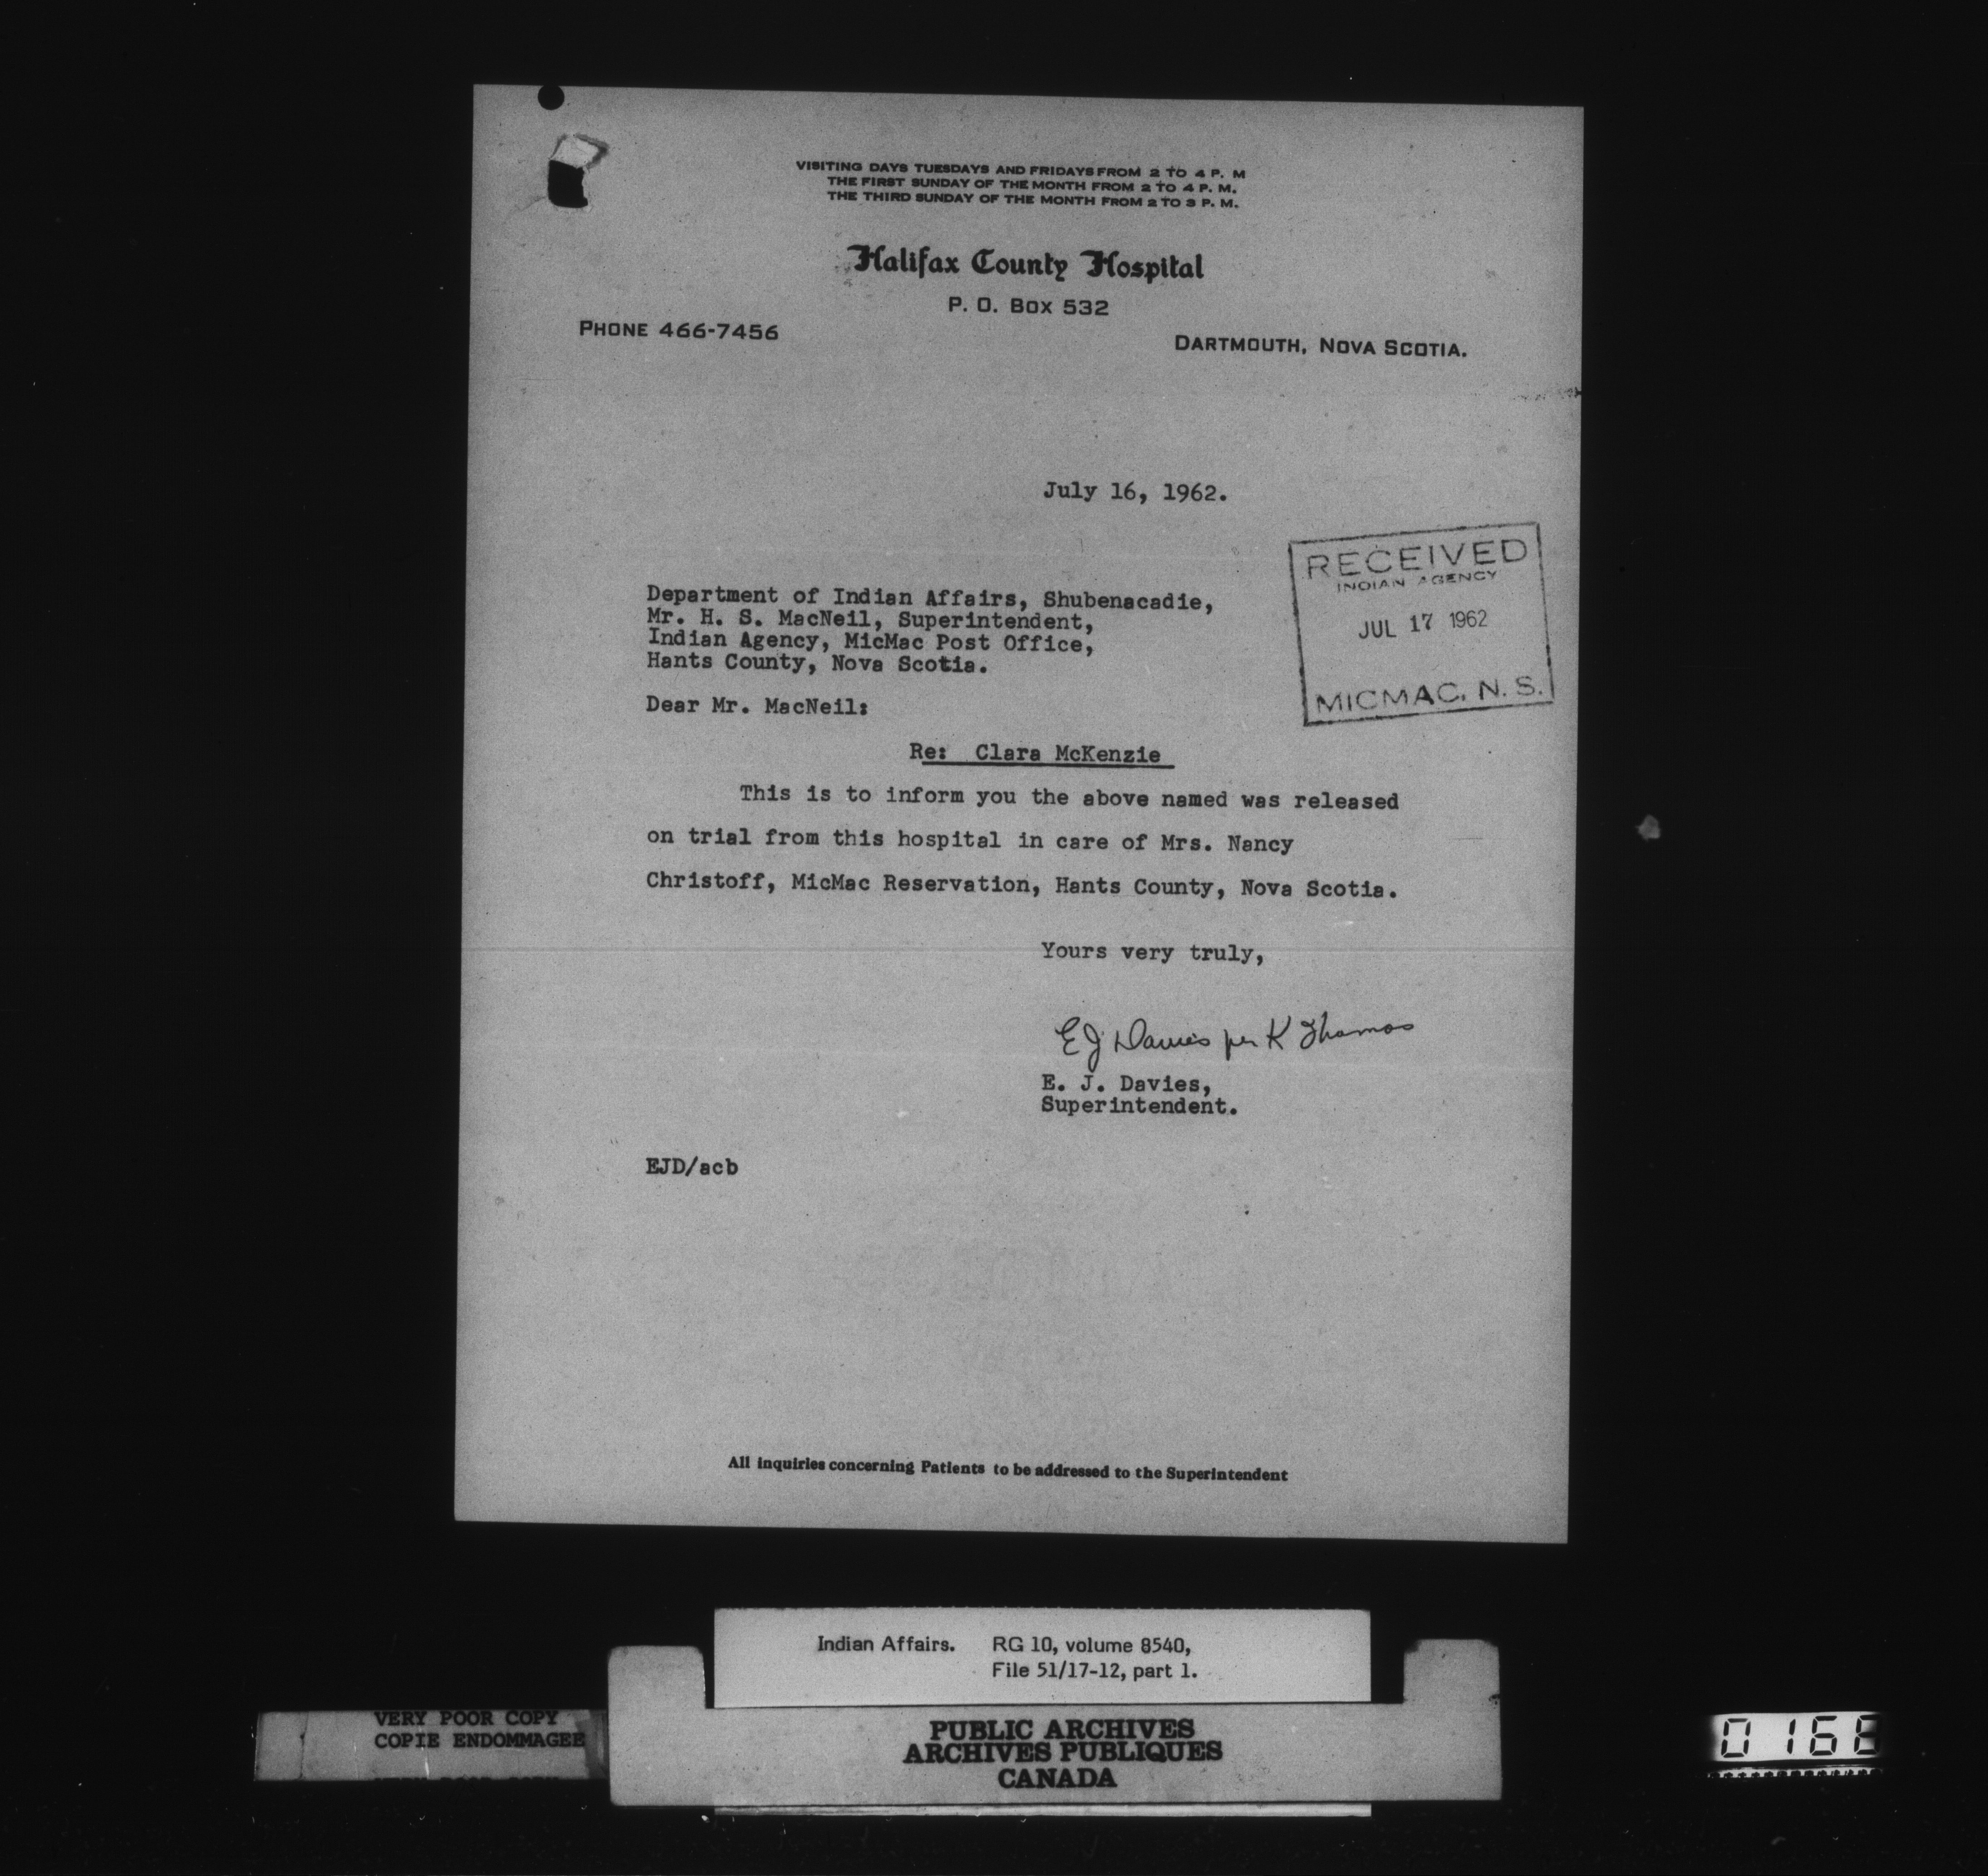 VISITING DAYS TUESDAYS AND FRIDAYS FROM 2 TO 4 P. M
THE FIRST SUNDAY OF THE MONTH FROM 2 TO 4 P. M.
THE THIRD SUNDAY OF THE MONTH FROM 2 TO 3 P. M.
Halifax County Hospital
P. O. BOX 532
PHONE 466-7456
DARTMOUTH, NOVA SCOTIA.
July 16, 1962.
RECEIVED
INDIAN AGENCY
JUL 17 1962
MICMAC, N. S.
Department of Indian Affairs, Shubenacadie,
Mr. H. S. MacNeil, Superintendent,
Indian Agency, MicMac Post Office,
Hants County, Nova Scotia.
Dear Mr. MacNeil:
Re: Clara McKenzie
This is to inform you the above named was released
on trial from this hospital in care of Mrs. Nancy
Christoff, MicMac Reservation, Hants County, Nova Scotia.
Yours very truly,
E J Davies per K Thomas
E. J. Davies,
Superintendent.
EJD/acb
All inquiries concerning Patients to be addressed to the Superintendent
Indian Affairs. RG 10, volume 8540,
File 51/17-12, part 1.
VERY POOR COPY
COPIE ENDOMMAGEE
PUBLIC ARCHIVES
ARCHIVES PUBLIQUES
CANADA